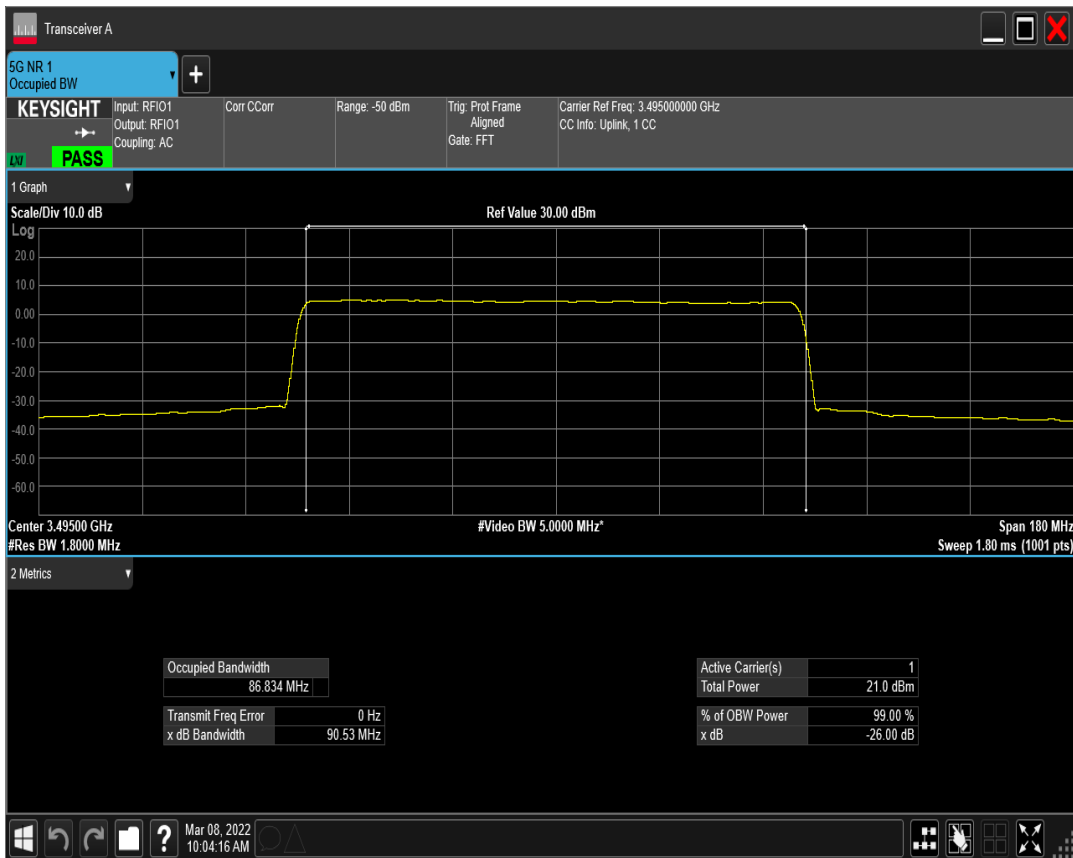 Transceiver A
5G NR 1
Occupied BW
+
KEYSIGHT
LXI
PASS
Input: RFIO1
Output: RFIO1
Coupling: AC
Corr CCorr
Range: -50 dBm
Trig: Prot Frame
Aligned
Gate: FFT
Carrier Ref Freq: 3.495000000 GHz
CC Info: Uplink, 1 CC
1 Graph
Scale/Div 10.0 dB
Ref Value 30.00 dBm
Log
20.0
10.0
0.00
-10.0
-20.0
-30.0
-40.0
-50.0
-60.0
Center 3.49500 GHz
#Video BW 5.0000 MHz*
Span 180 MHz
#Res BW 1.8000 MHz
Sweep 1.80 ms (1001 pts)
2 Metrics
Occupied Bandwidth
86.834 MHz
Transmit Freq Error 0 Hz
x dB Bandwidth 90.53 MHz
Active Carrier(s) 1
Total Power 21.0 dBm
% of OBW Power 99.00 %
x dB -26.00 dB
?
Mar 08, 2022
10:04:16 AM